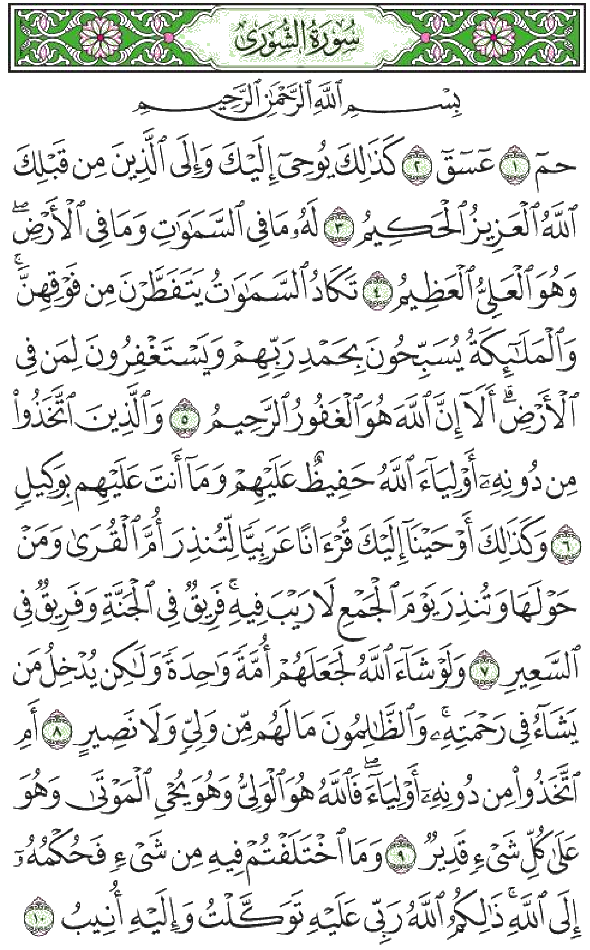 سُورَةُ الشُّورَىٰ
بِسْمِ ٱللَّهِ ٱلرَّحْمَٰنِ ٱلرَّحِيمِ
حمٓ ١ عٓسٓقٓ ٢ كَذَٰلِكَ يُوحِىٓ إِلَيْكَ وَإِلَى ٱلَّذِينَ مِن قَبْلِكَ
ٱللَّهُ ٱلْعَزِيزُ ٱلْحَكِيمُ ٣ لَهُۥ مَا فِى ٱلسَّمَٰوَٰتِ وَمَا فِى ٱلْأَرْضِ ۖ
وَهُوَ ٱلْعَلِىُّ ٱلْعَظِيمُ ٤ تَكَادُ ٱلسَّمَٰوَٰتُ يَتَفَطَّرْنَ مِن فَوْقِهِنَّ ۚ
وَٱلْمَلَٰٓئِكَةُ يُسَبِّحُونَ بِحَمْدِ رَبِّهِمْ وَيَسْتَغْفِرُونَ لِمَن فِى
ٱلْأَرْضِ ۗ أَلَآ إِنَّ ٱللَّهَ هُوَ ٱلْغَفُورُ ٱلرَّحِيمُ ٥ وَٱلَّذِينَ ٱتَّخَذُوا۟
مِن دُونِهِۦٓ أَوْلِيَآءَ ٱللَّهُ حَفِيظٌ عَلَيْهِمْ وَمَآ أَنتَ عَلَيْهِم بِوَكِيلٍ
٦ وَكَذَٰلِكَ أَوْحَيْنَآ إِلَيْكَ قُرْءَانًا عَرَبِيًّا لِّتُنذِرَ أُمَّ ٱلْقُرَىٰ وَمَنْ
حَوْلَهَا وَتُنذِرَ يَوْمَ ٱلْجَمْعِ لَا رَيْبَ فِيهِ ۚ فَرِيقٌ فِى ٱلْجَنَّةِ وَفَرِيقٌ فِى
ٱلسَّعِيرِ ٧ وَلَوْ شَآءَ ٱللَّهُ لَجَعَلَهُمْ أُمَّةً وَٰحِدَةً وَلَٰكِن يُدْخِلُ مَن
يَشَآءُ فِى رَحْمَتِهِۦ ۚ وَٱلظَّٰلِمُونَ مَا لَهُم مِّن وَلِىٍّ وَلَا نَصِيرٍ ٨ أَمِ
ٱتَّخَذُوا۟ مِن دُونِهِۦٓ أَوْلِيَآءَ ۖ فَٱللَّهُ هُوَ ٱلْوَلِىُّ وَهُوَ يُحْىِ ٱلْمَوْتَىٰ وَهُوَ
عَلَىٰ كُلِّ شَىْءٍ قَدِيرٌ ٩ وَمَا ٱخْتَلَفْتُمْ فِيهِ مِن شَىْءٍ فَحُكْمُهُۥٓ
إِلَى ٱللَّهِ ۚ ذَٰلِكُمُ ٱللَّهُ رَبِّى عَلَيْهِ تَوَكَّلْتُ وَإِلَيْهِ أُنِيبُ ١٠